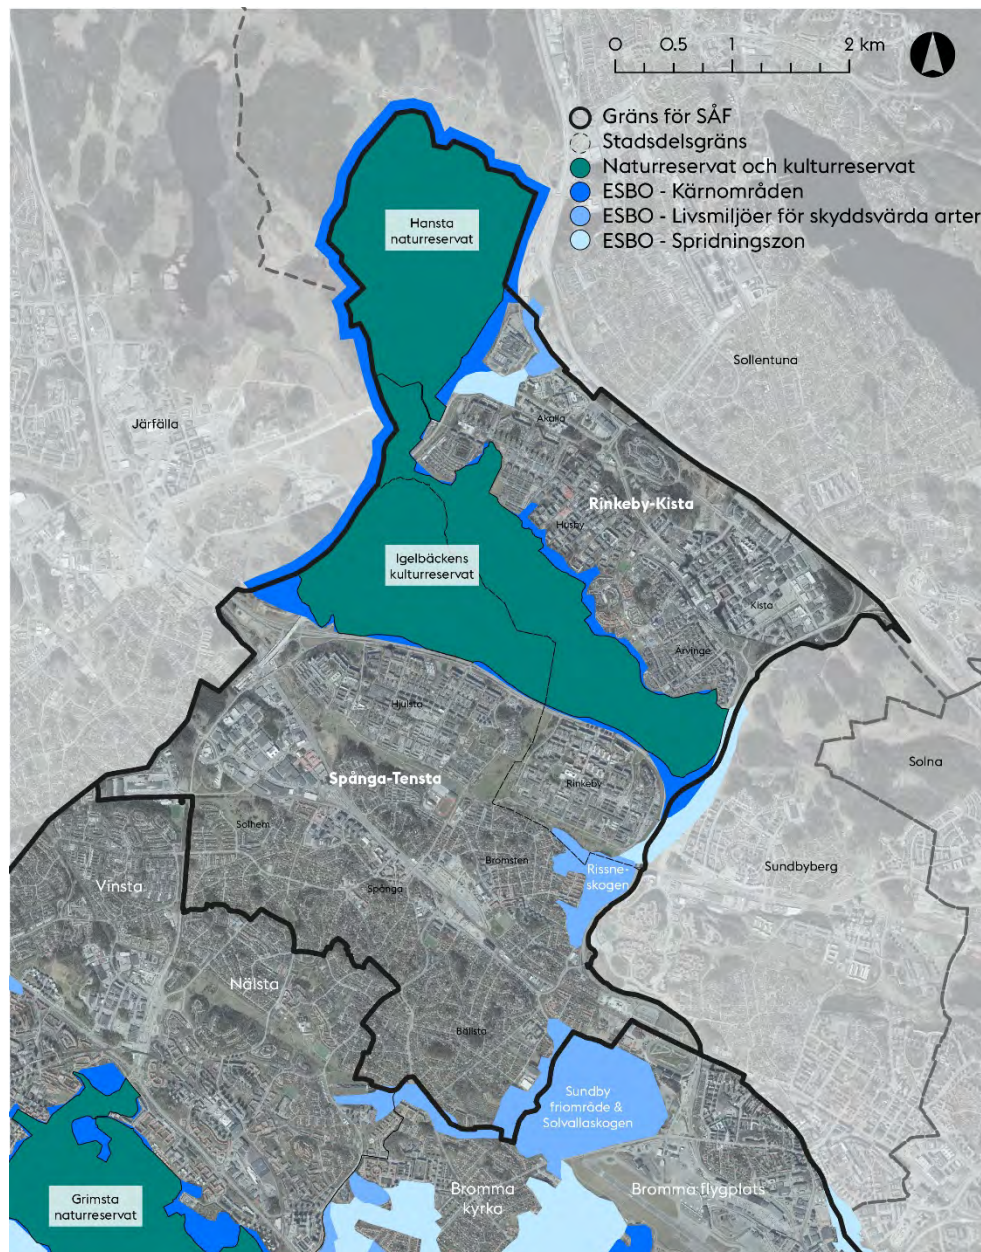 0 0.5 1 2 km
Gräns för SÅF
Stadsdelsgräns
Naturreservat och kulturreservat
ESBO - Kärnområden
ESBO - Livsmiljöer för skyddsvärda arter
ESBO - Spridningszon
Hansta
naturreservat
Sollentuna
Järfälla
Akalla
Rinkeby-Kista
Husby
Igelbäckens
kulturreservat
Kista
Ärvinge
Hjulsta
Solna
Spånga-Tensta
Rinkeby
Solhem
Bromsten
Sundbyberg
Rissne-
skogen
Vinsta
Spånga
Nälsta
Bällsta
Sundby
friområde &
Solvallaskogen
Grimsta
naturreservat
Bromma
kyrka
Bromma flygplats